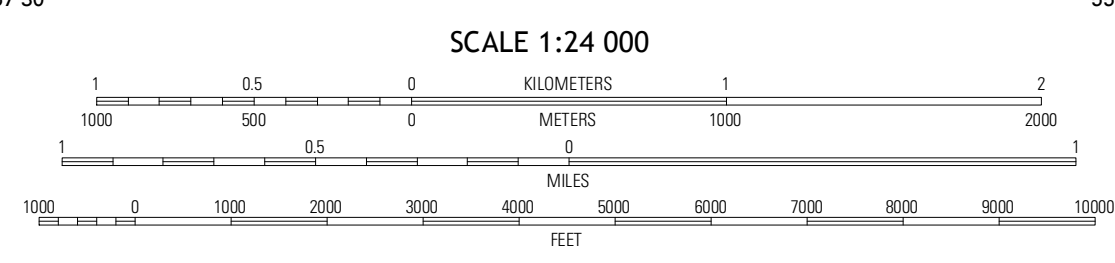 SCALE 1:24 000
1 0.5 0 KILOMETERS 1 2
1000 500 0 METERS 1000 2000
1 0.5 0 1
MILES
1000 0 1000 2000 3000 4000 5000 6000 7000 8000 9000 10000
FEET